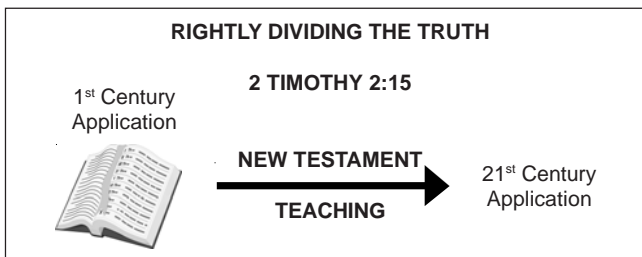 RIGHTLY DIVIDING THE TRUTH
2 TIMOTHY 2:15
1st Century
Application
NEW TESTAMENT
TEACHING
21st Century
Application